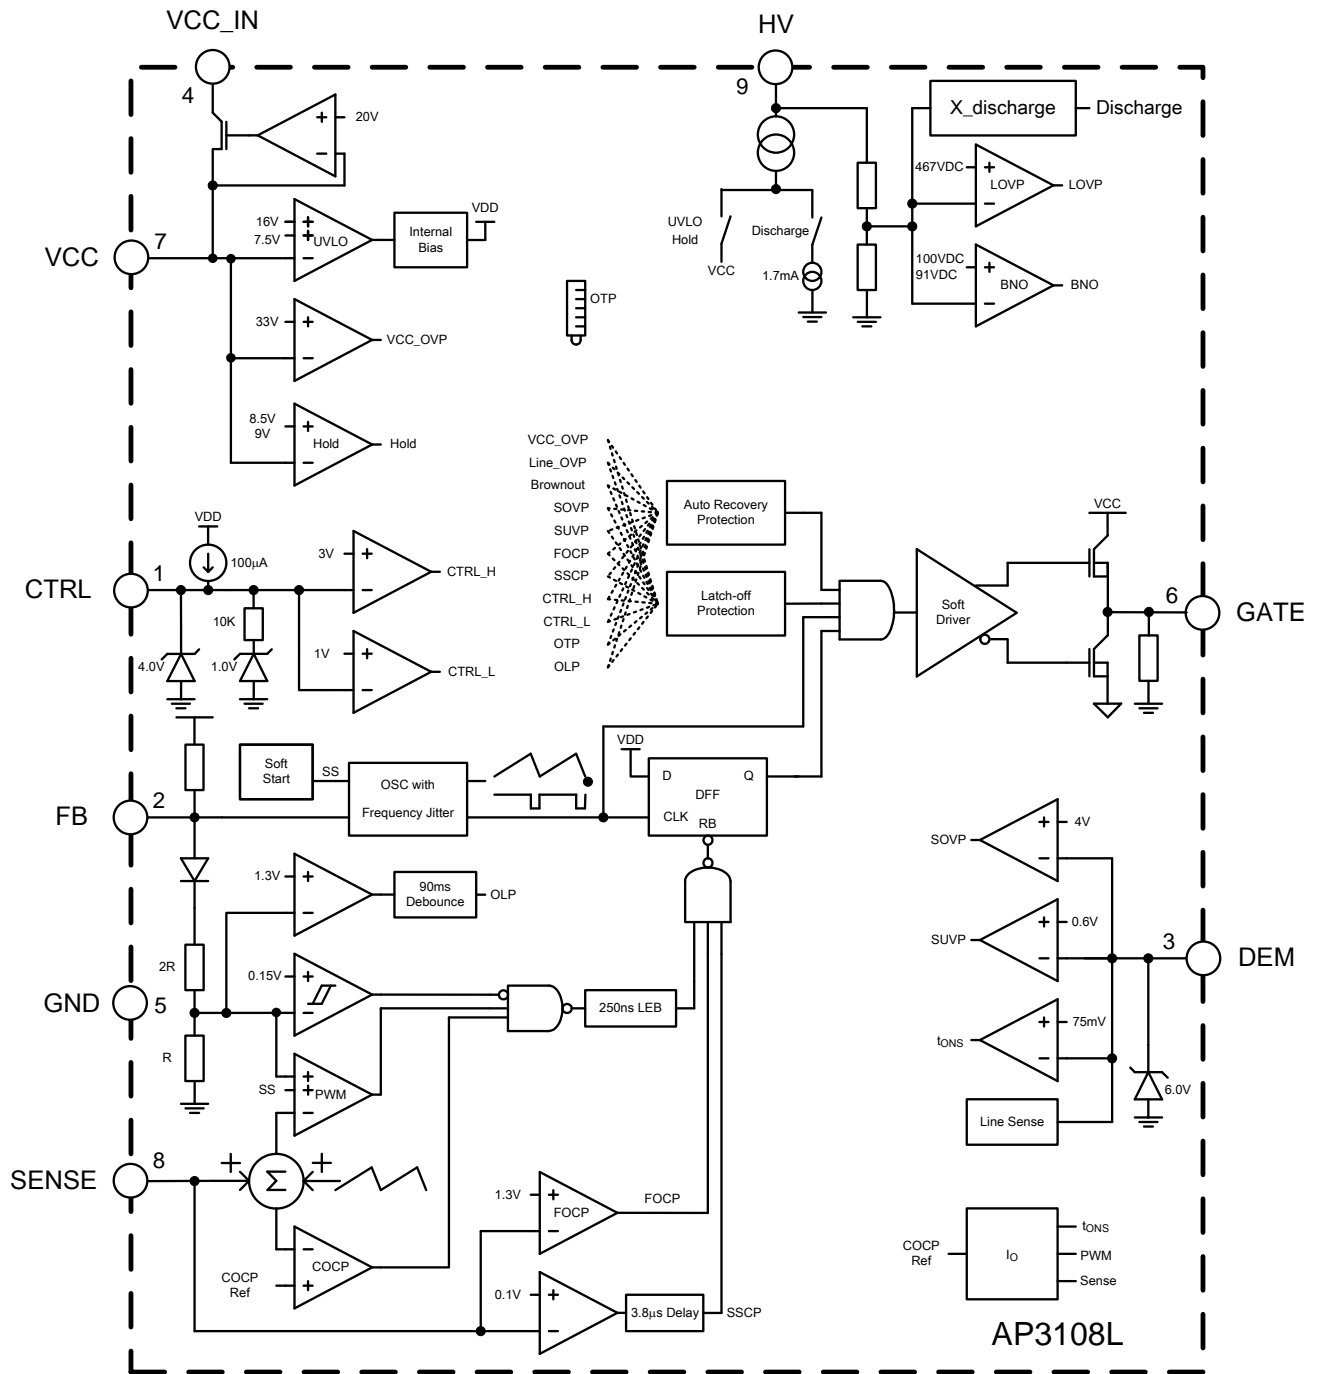 VCC_IN
HV
4
9
20V
X_discharge
Discharge
467VDC
LOVP
LOVP
VDD
16V
7.5V
UVLO
Internal
Bias
UVLO
Hold
Discharge
VCC
1.7mA
100VDC
91VDC
BNO
BNO
VCC
7
OTP
33V
VCC_OVP
8.5V
9V
Hold
Hold
VCC_OVP
Line_OVP
Brownout
SOVP
SUVP
FOCP
SSCP
CTRL_H
CTRL_L
OTP
OLP
Auto Recovery
Protection
Latch-off
Protection
VCC
Soft
Driver
6
GATE
VDD
100µA
CTRL
1
3V
CTRL_H
10K
4.0V
1.0V
1V
CTRL_L
Soft
Start
SS
OSC with
Frequency Jitter
VDD
D
Q
DFF
CLK
RB
FB
2
1.3V
90ms
Debounce
OLP
4V
SOVP
0.6V
SUVP
3
DEM
75mV
tONS
6.0V
Line Sense
2R
0.15V
GND
5
250ns LEB
R
SS
PWM
SENSE
8
+
Σ
+
COCP
COCP
Ref
1.3V
FOCP
FOCP
0.1V
3.8µs Delay
SSCP
COCP
Ref
IO
tONS
PWM
Sense
AP3108L